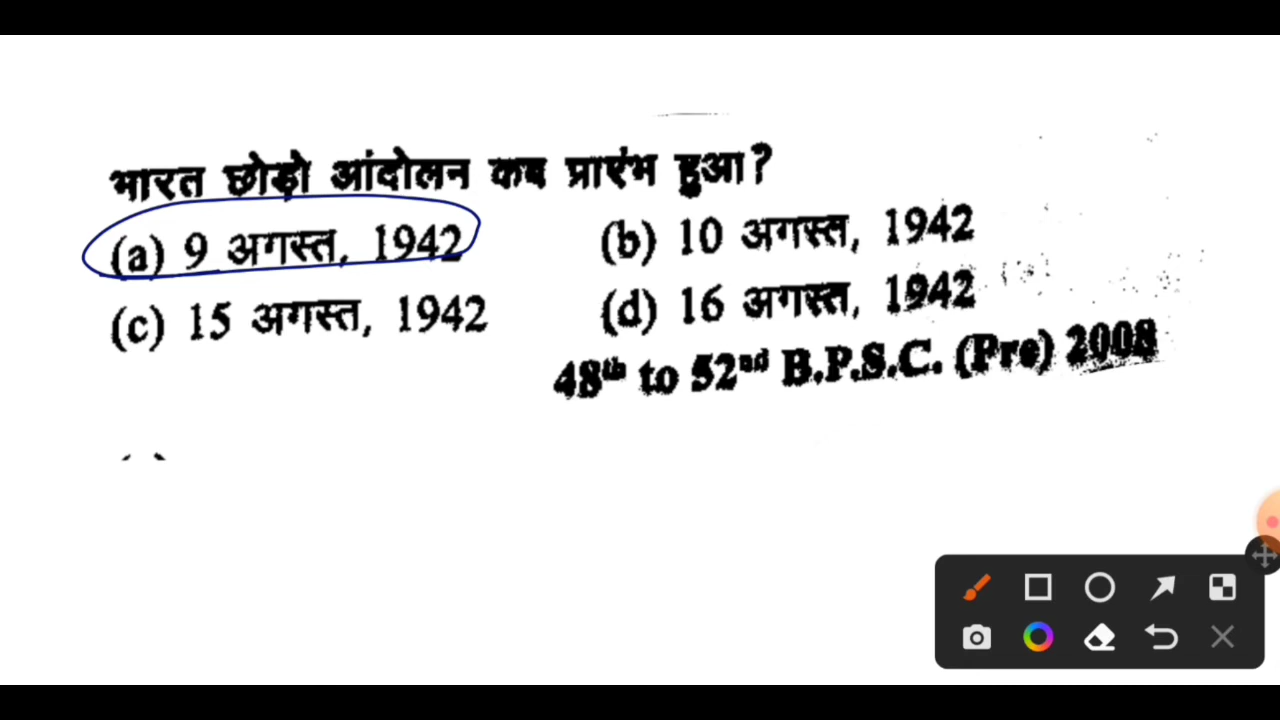 भारत छोड़ो आंदोलन कब प्रारंभ हुआ?
(a) 9 अगस्त, 1942 (b) 10 अगस्त, 1942
(c) 15 अगस्त, 1942 (d) 16 अगस्त, 1942
48th to 52nd B.P.S.C. (Pre) 2008